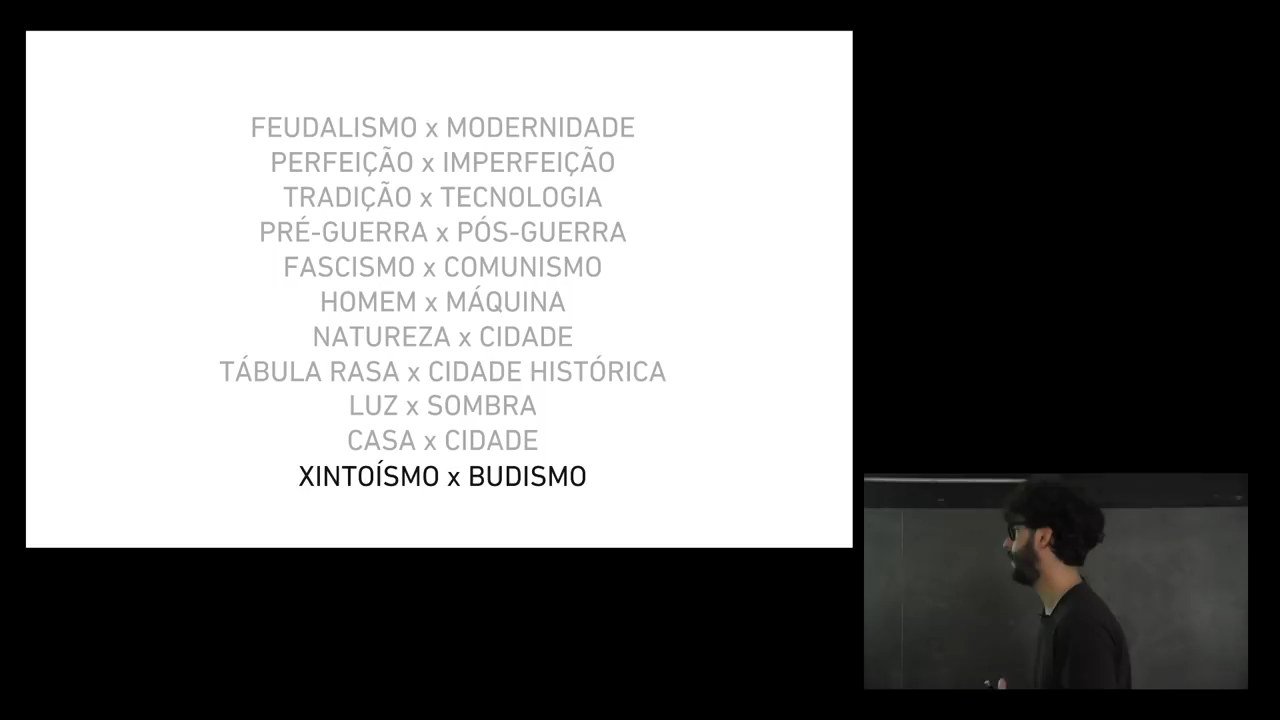 FEUDALISMO x MODERNIDADE
PERFEIÇÃO x IMPERFEIÇÃO
TRADIÇÃO x TECNOLOGIA
PRÉ-GUERRA x PÓS-GUERRA
FASCISMO x COMUNISMO
HOMEM x MÁQUINA
NATUREZA x CIDADE
TÁBULA RASA x CIDADE HISTÓRICA
LUZ x SOMBRA
CASA x CIDADE
XINTOÍSMO x BUDISMO